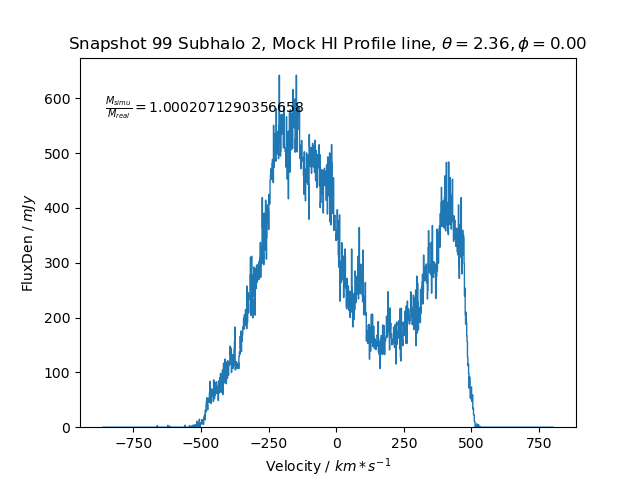 Snapshot 99 Subhalo 2, Mock HI Profile line, θ = 2.36, ϕ = 0.00
M_simu/M_real = 1.0002071290356658
FluxDen / mJy
600
500
400
300
200
100
0
−750 −500 −250 0 250 500 750
Velocity / km * s⁻¹